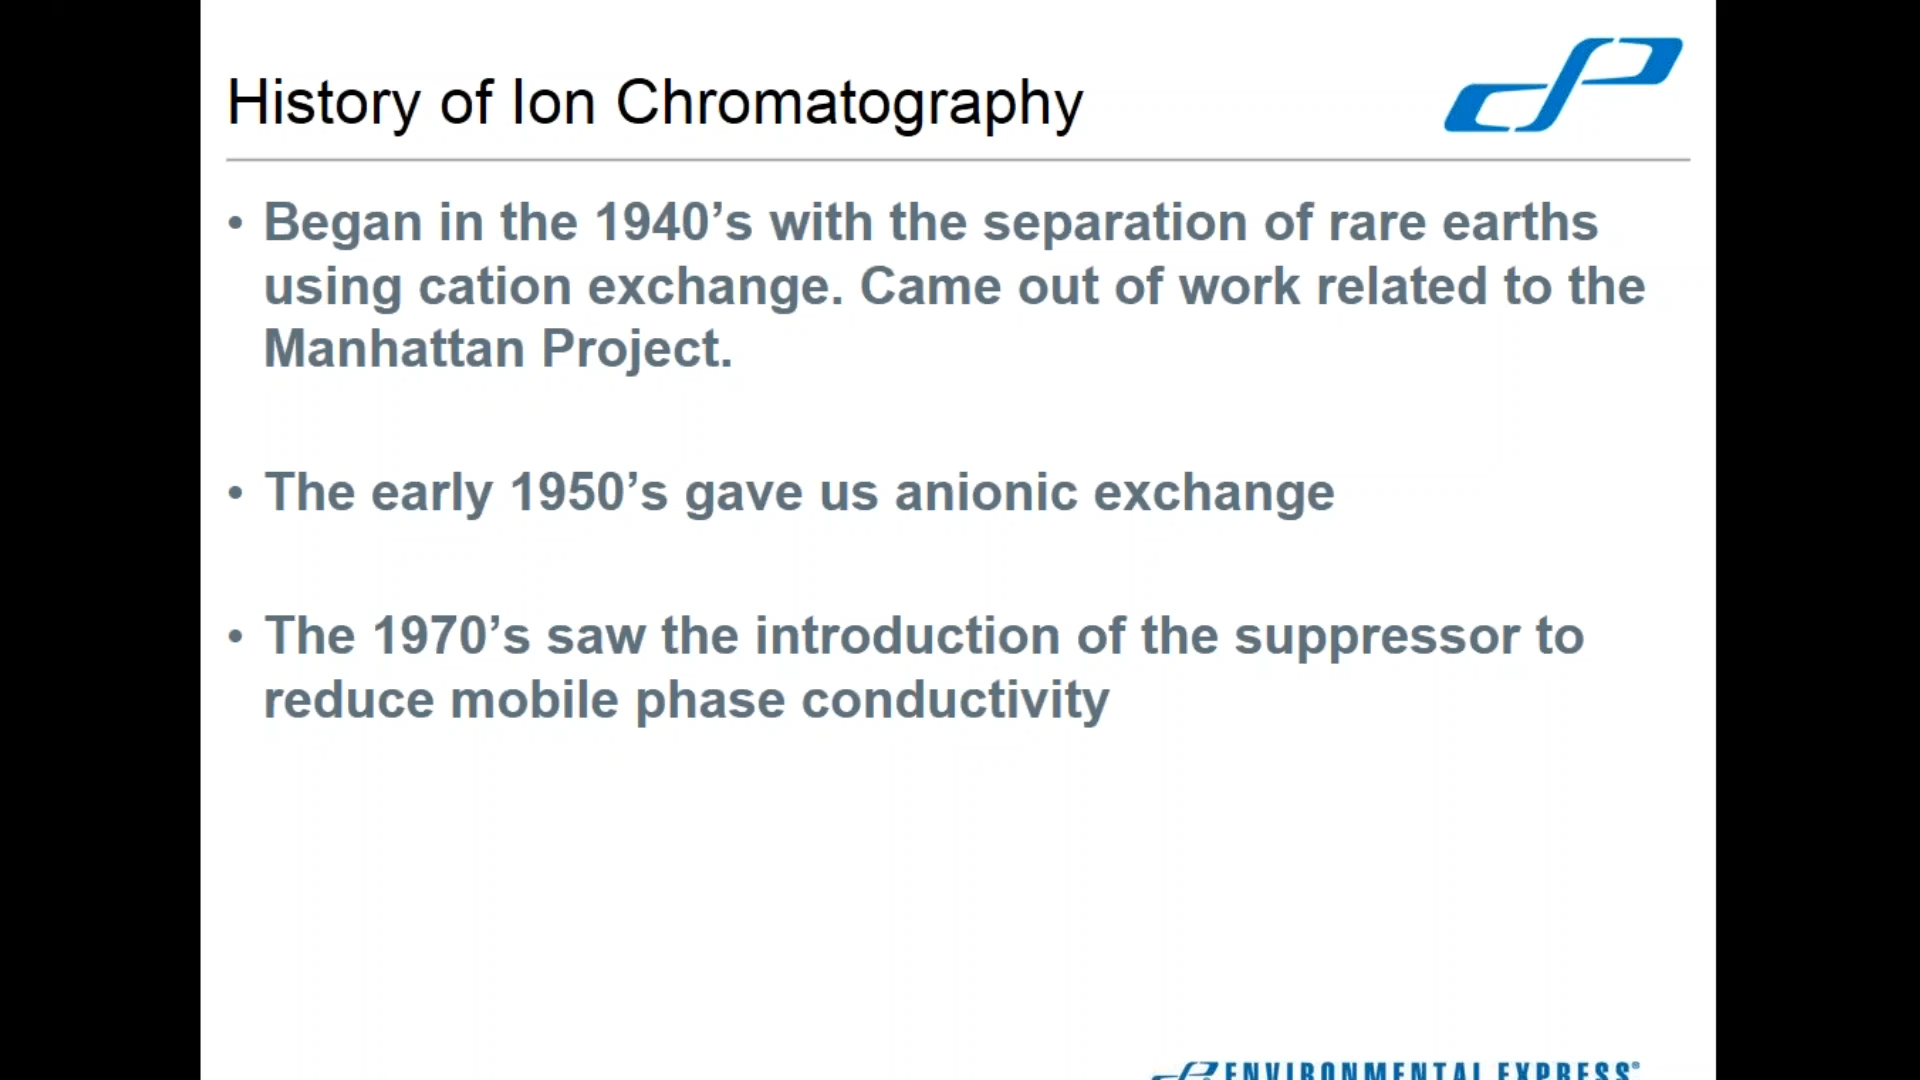 History of Ion Chromatography
• Began in the 1940’s with the separation of rare earths
using cation exchange. Came out of work related to the
Manhattan Project.
• The early 1950’s gave us anionic exchange
• The 1970’s saw the introduction of the suppressor to
reduce mobile phase conductivity
ENVIRONMENTAL EXPRESS®